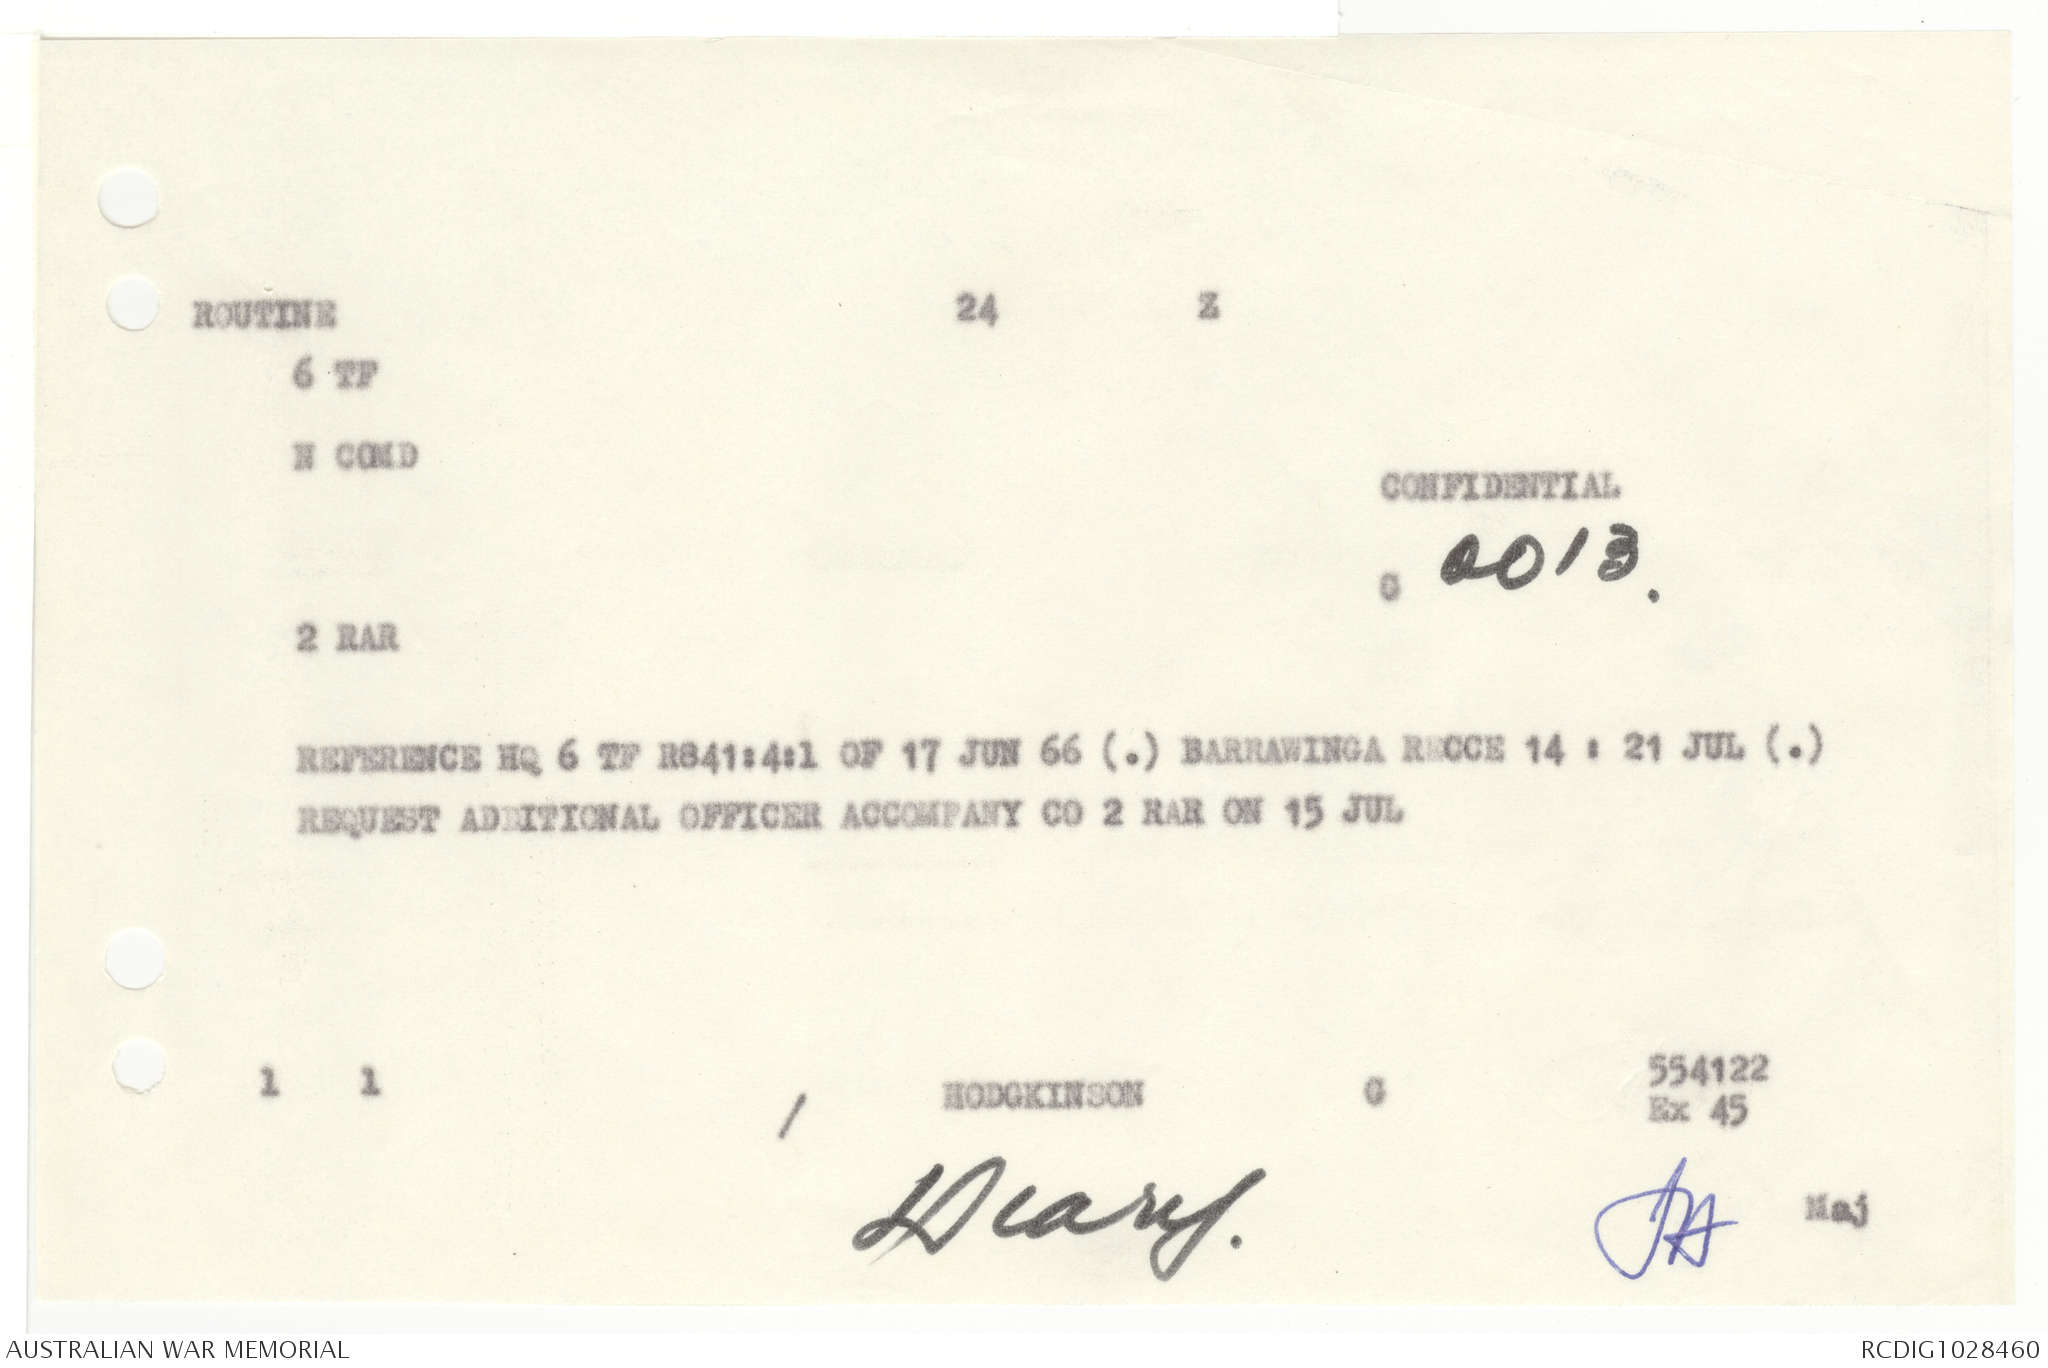 ROUTINE 24 Z
6 TF
N COMD
CONFIDENTIAL
G 0013.
2 RAR
REFERENCE HQ 6 TF R841:4:1 OF 17 JUN 66 (.) BARRAWINGA RECCE 14 : 21 JUL (.)
REQUEST ADDITIONAL OFFICER ACCOMPANY CO 2 RAR ON 15 JUL
1 1 / HODGKINSON G 554122
Ex 45
Diary.
Maj
AUSTRALIAN WAR MEMORIAL RCDIG1028460